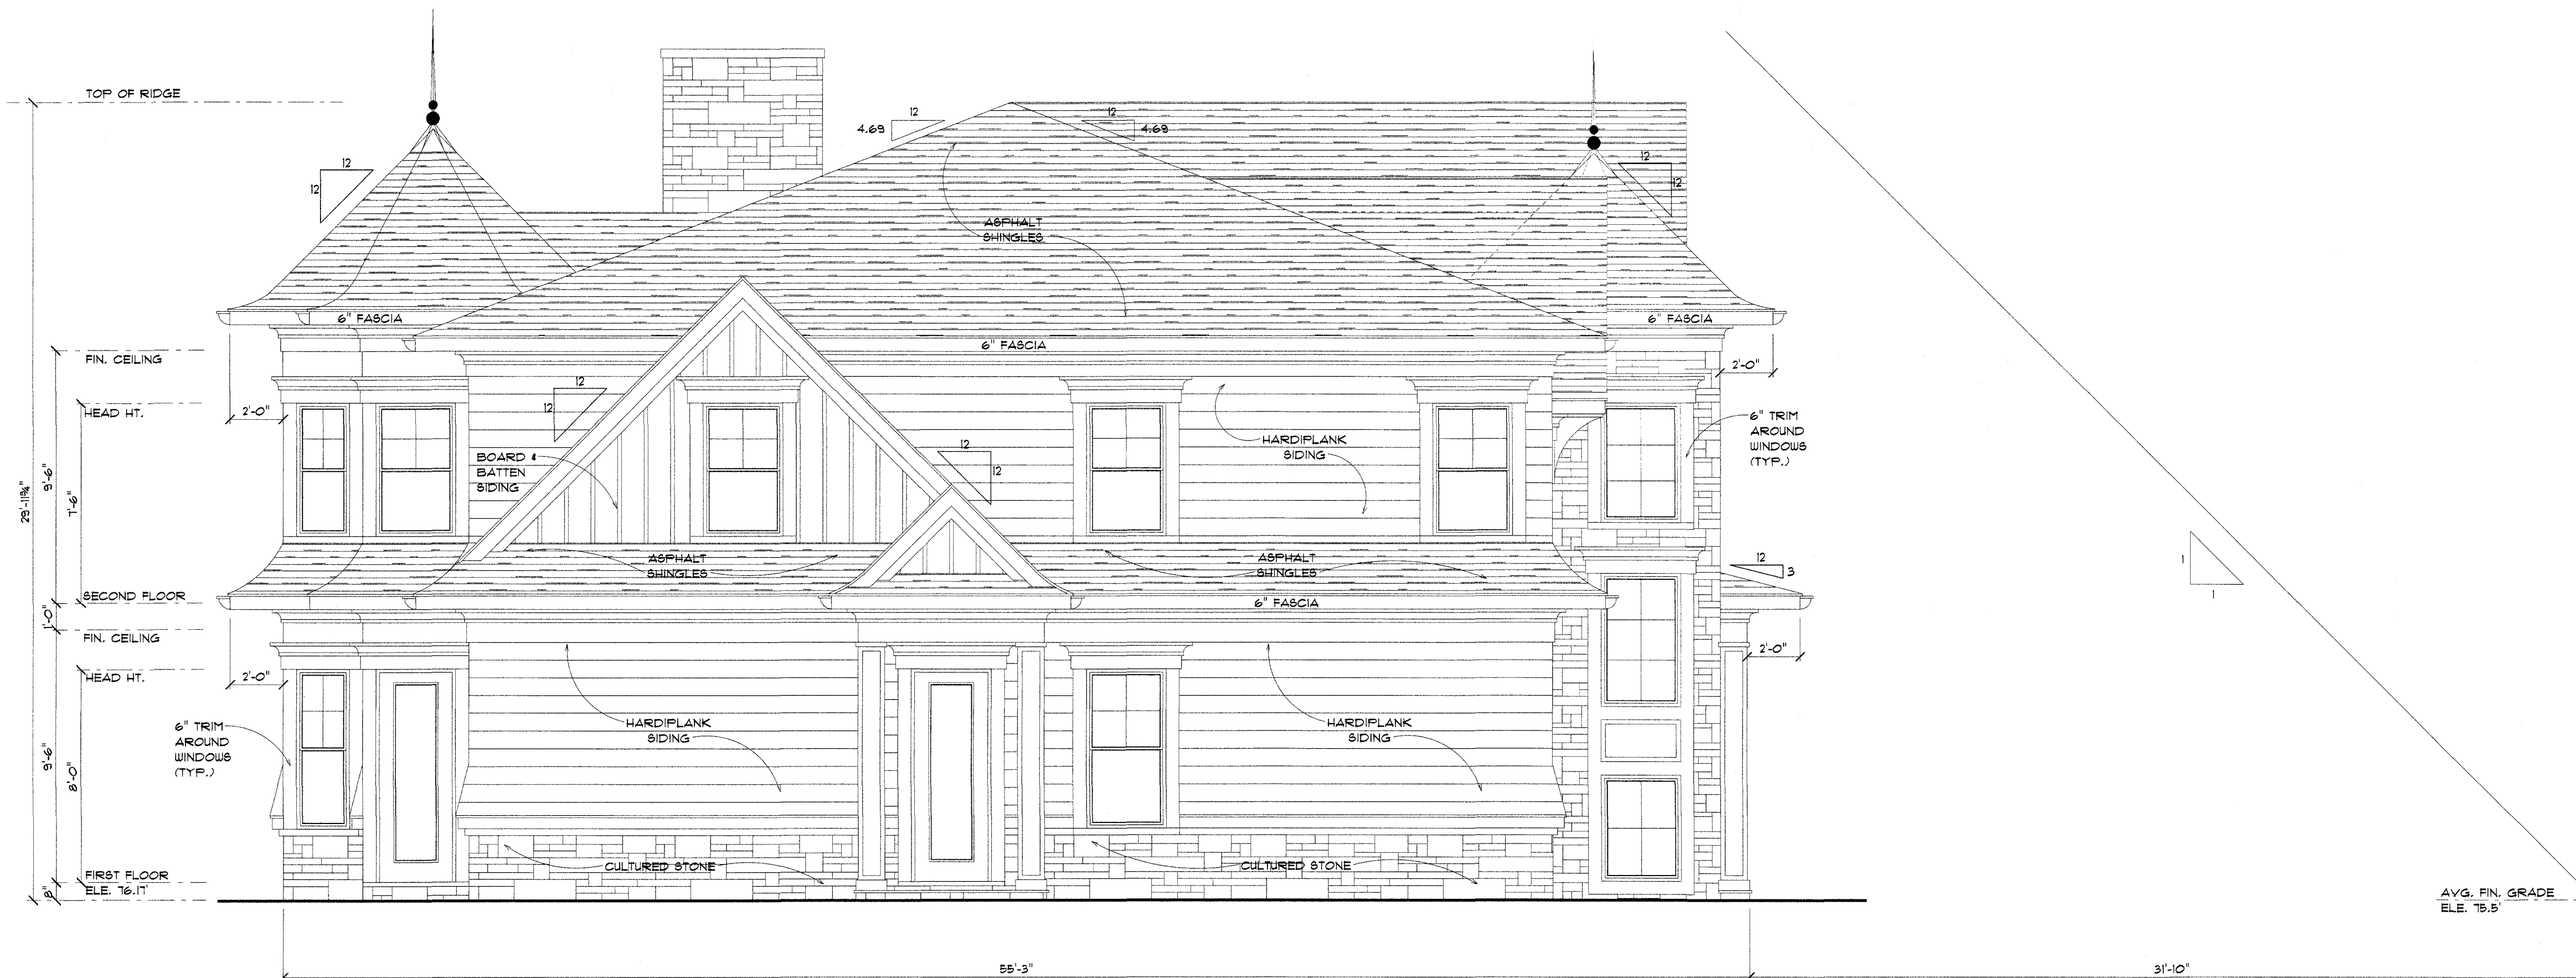 TOP OF RIDGE
12
4.69
12
4.69
12
12
12
12
ASPHALT
SHINGLES
6" FASCIA
6" FASCIA
6" FASCIA
FIN. CEILING
2'-0"
12
12
HEAD HT.
2'-0"
6" TRIM
AROUND
WINDOWS
(TYP.)
HARDIPLANK
SIDING
12
12
BOARD &
BATTEN
SIDING
9'-6"
29'-11¾"
7'-6"
ASPHALT
SHINGLES
ASPHALT
SHINGLES
12
3
1
1
SECOND FLOOR
6" FASCIA
1'-0"
FIN. CEILING
HEAD HT.
2'-0"
2'-0"
6" TRIM
AROUND
WINDOWS
(TYP.)
HARDIPLANK
SIDING
HARDIPLANK
SIDING
9'-6"
8'-0"
CULTURED STONE
CULTURED STONE
FIRST FLOOR
ELE. 76.17'
8"
AVG. FIN. GRADE
ELE. 75.5'
55'-3"
31'-10"